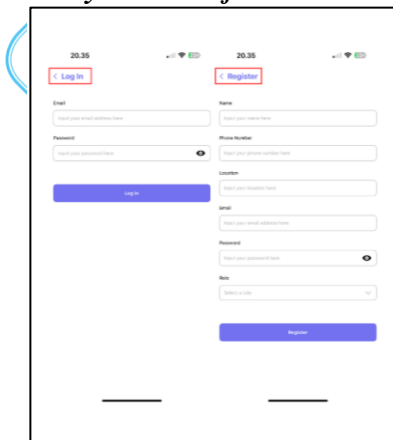 20.35
< Log In
Email
Input your email address here
Password
Input your password here
Log In
20.35
< Register
Name
Input your name here
Phone Number
Input your phone number here
Location
Input your location here
Email
Input your email address here
Password
Input your password here
Role
Select a role
Register